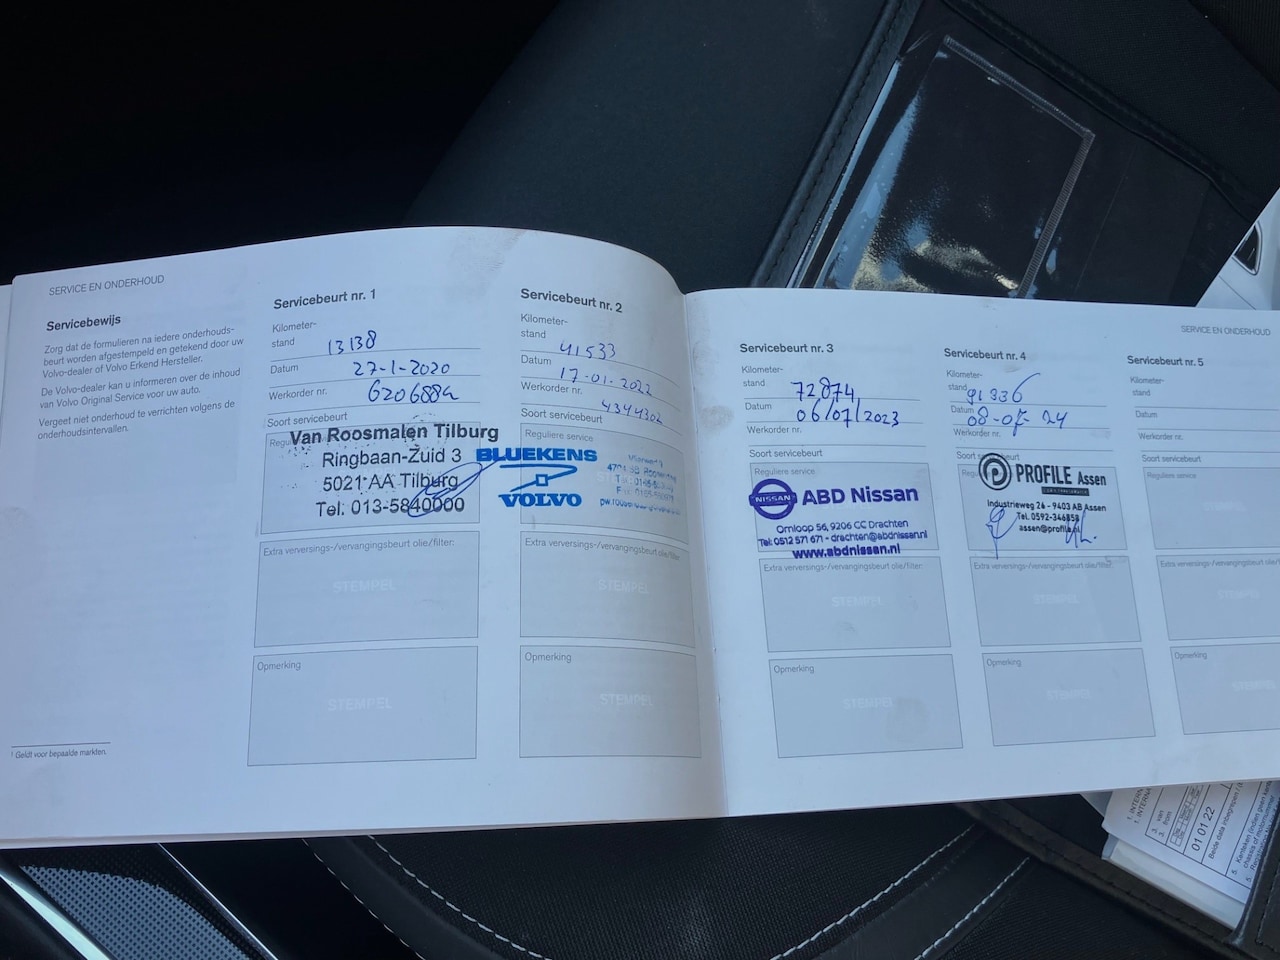 SERVICE EN ONDERHOUD
Servicebewijs
Zorg dat de formulieren na iedere onderhouds-
beurt worden afgestempeld en getekend door uw
Volvo-dealer of Volvo Erkend Hersteller.
De Volvo-dealer kan u informeren over de inhoud
van Volvo Original Service voor uw auto.
Vergeet niet onderhoud te verrichten volgens de
onderhoudsintervallen.
¹ Geldt voor bepaalde markten.
Servicebeurt nr. 1
Kilometer-
stand 13138
Datum 27-1-2020
Werkorder nr.
Soort servicebeurt
Van Roosmalen Tilburg
Ringbaan-Zuid 3
5021 AA Tilburg
Tel: 013-5840000
Extra verversings-/vervangingsbeurt olie/filter:
STEMPEL
Opmerking
STEMPEL
Servicebeurt nr. 2
Kilometer-
stand 41533
Datum 17-01-2022
Werkorder nr. 4344302
Soort servicebeurt
Reguliere service
BLUEKENS
VOLVO
Extra verversings-/vervangingsbeurt olie/filter:
STEMPEL
Opmerking
STEMPEL
SERVICE EN ONDERHOUD
Servicebeurt nr. 3
Kilometer-
stand 72874
Datum 06/07/2023
Werkorder nr.
Soort servicebeurt
Reguliere service
NISSAN ABD Nissan
Omloop 56, 9206 CC Drachten
Tel: 0512 571 671 - drachten@abdnissan.nl
www.abdnissan.nl
Extra verversings-/vervangingsbeurt olie/filter:
STEMPEL
Opmerking
STEMPEL
Servicebeurt nr. 4
Kilometer-
stand 91336
Datum 08-07-24
Werkorder nr.
Soort servicebeurt
PROFILE Assen
Industrieweg 26 - 9403 AB Assen
Tel. 0592-346858
assen@profile.nl
Extra verversings-/vervangingsbeurt olie/filter:
STEMPEL
Opmerking
STEMPEL
Servicebeurt nr. 5
Kilometer-
stand
Datum
Werkorder nr.
Soort servicebeurt
Reguliere service
Extra verversings-/vervangingsbeurt
STEMPEL
Opmerking
01 01 22